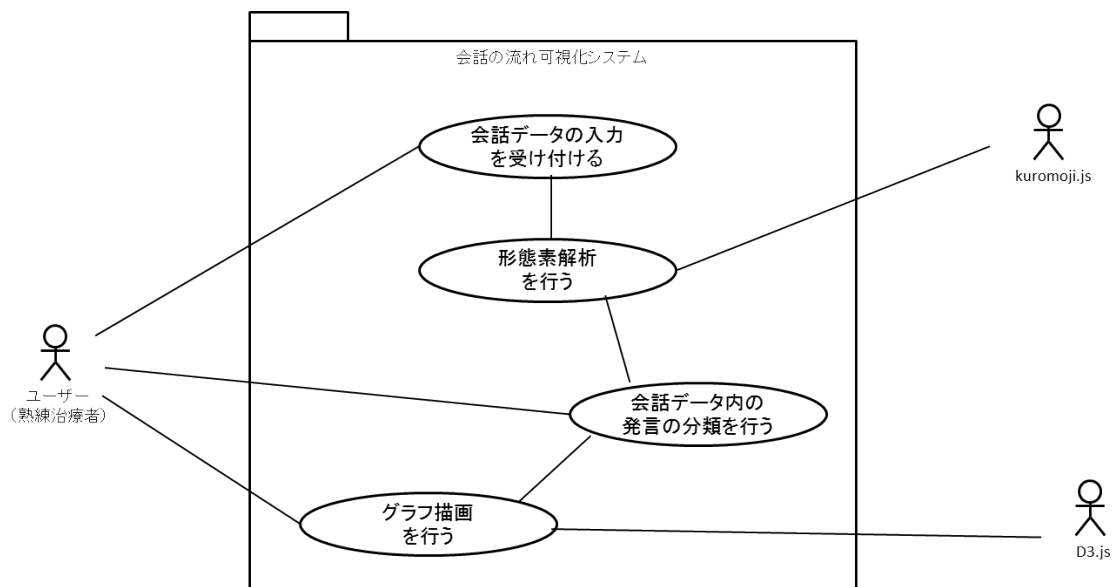 会話の流れ可視化システム
会話データの入力
を受け付ける
kuromoji.js
形態素解析
を行う
ユーザー
（熟練治療者）
会話データ内の
発言の分類を行う
グラフ描画
を行う
D3.js